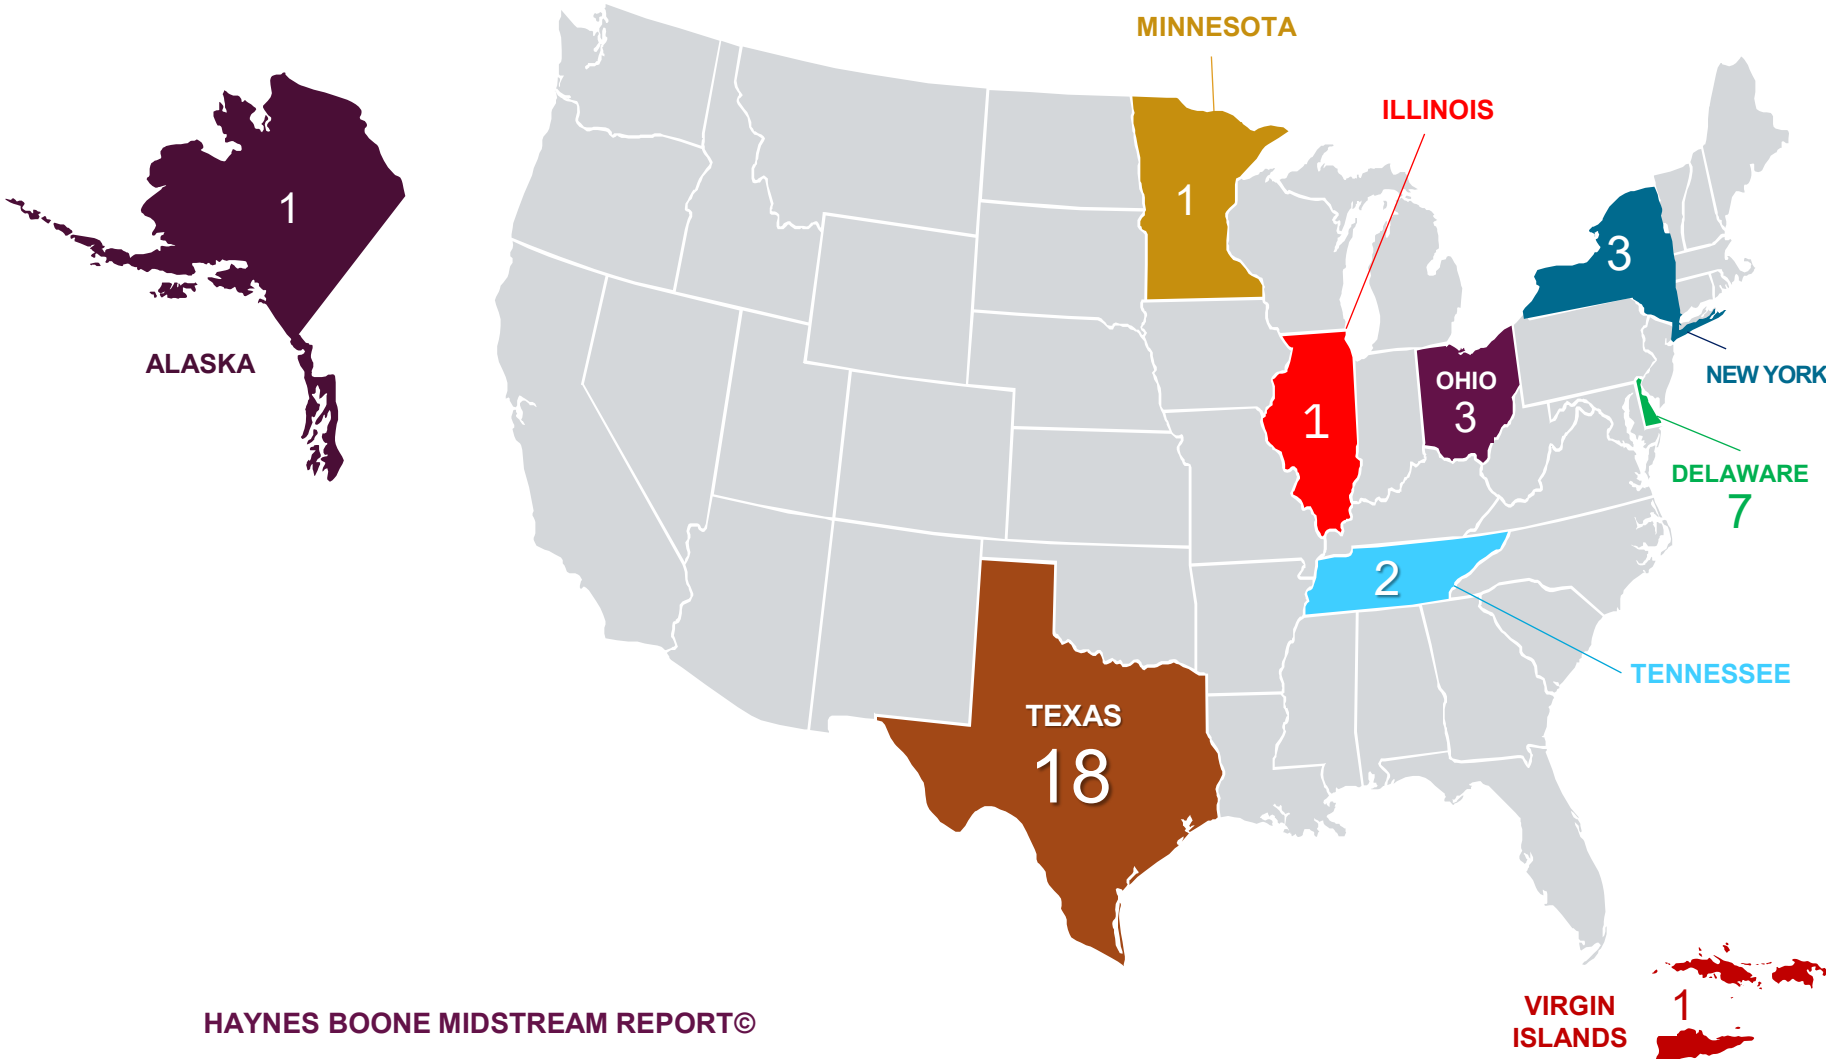 MINNESOTA
1
ILLINOIS
1
ALASKA
1
NEW YORK
3
OHIO
3
DELAWARE
7
2
TENNESSEE
TEXAS
18
VIRGIN
ISLANDS
1
HAYNES BOONE MIDSTREAM REPORT©